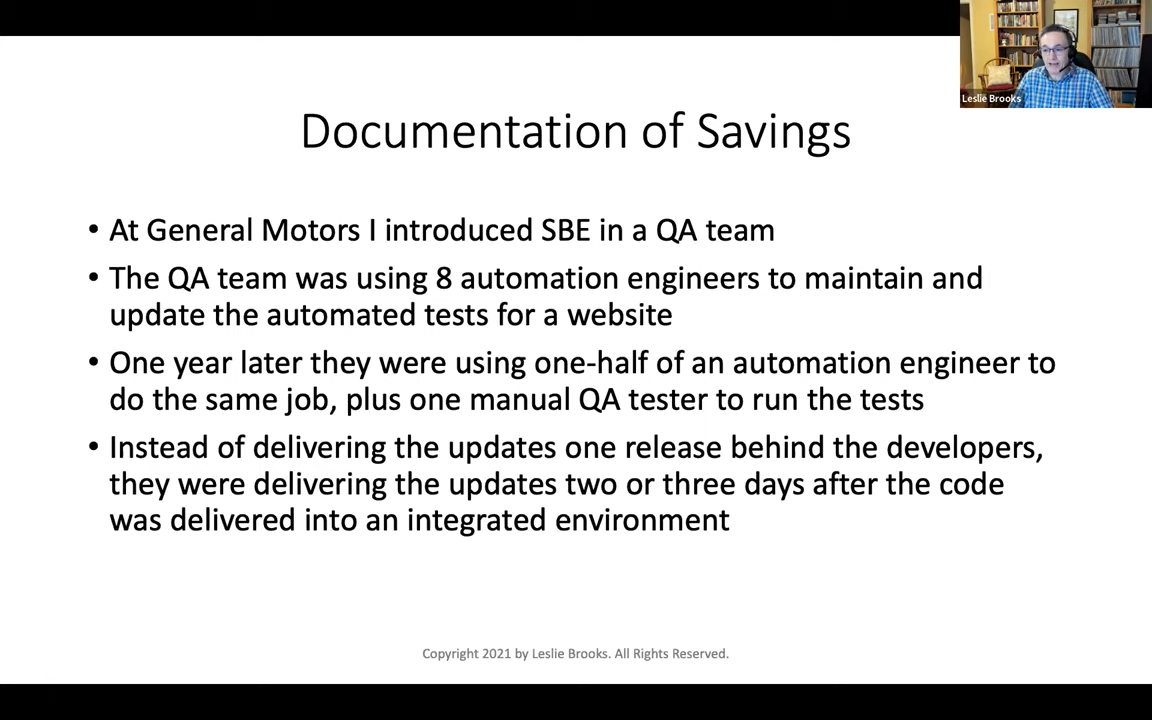 Leslie Brooks
Documentation of Savings
• At General Motors I introduced SBE in a QA team
• The QA team was using 8 automation engineers to maintain and
update the automated tests for a website
• One year later they were using one-half of an automation engineer to
do the same job, plus one manual QA tester to run the tests
• Instead of delivering the updates one release behind the developers,
they were delivering the updates two or three days after the code
was delivered into an integrated environment
Copyright 2021 by Leslie Brooks. All Rights Reserved.